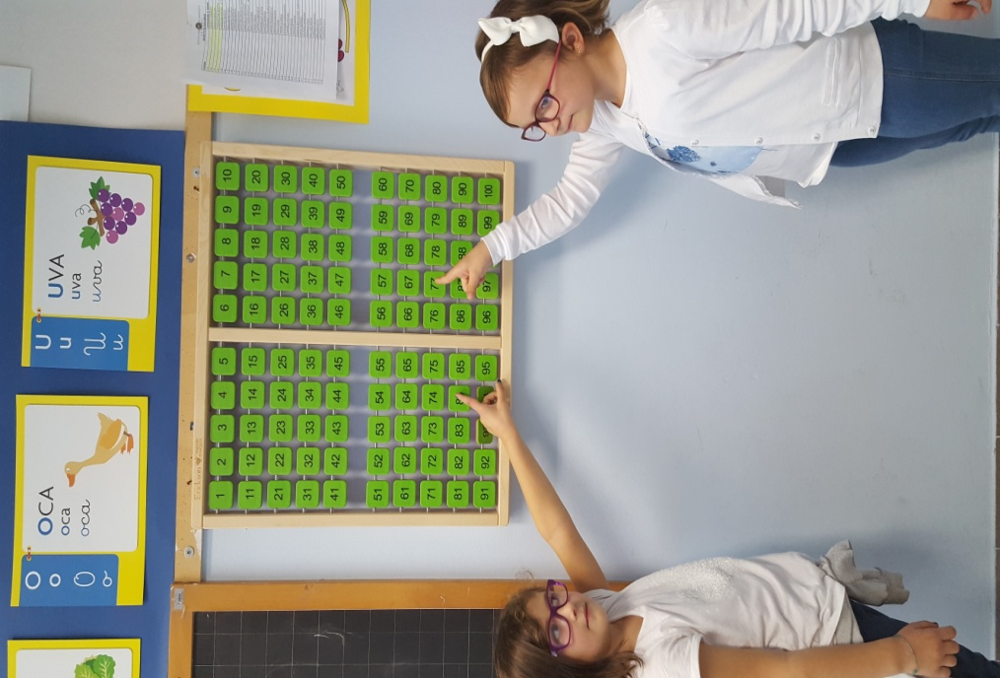 O
o
OCA
oca
oca
U
u
U
u
UVA
uva
uva
1 2 3 4 5 6 7 8 9 10
11 12 13 14 15 16 17 18 19 20
21 22 23 24 25 26 27 28 29 30
31 32 33 34 35 36 37 38 39 40
41 42 43 44 45 46 47 48 49 50
51 52 53 54 55 56 57 58 59 60
61 62 63 64 65 66 67 68 69 70
71 72 73 74 75 76 77 78 79 80
81 82 83 85 86 88 89 90
91 92 95 96 97 99 100